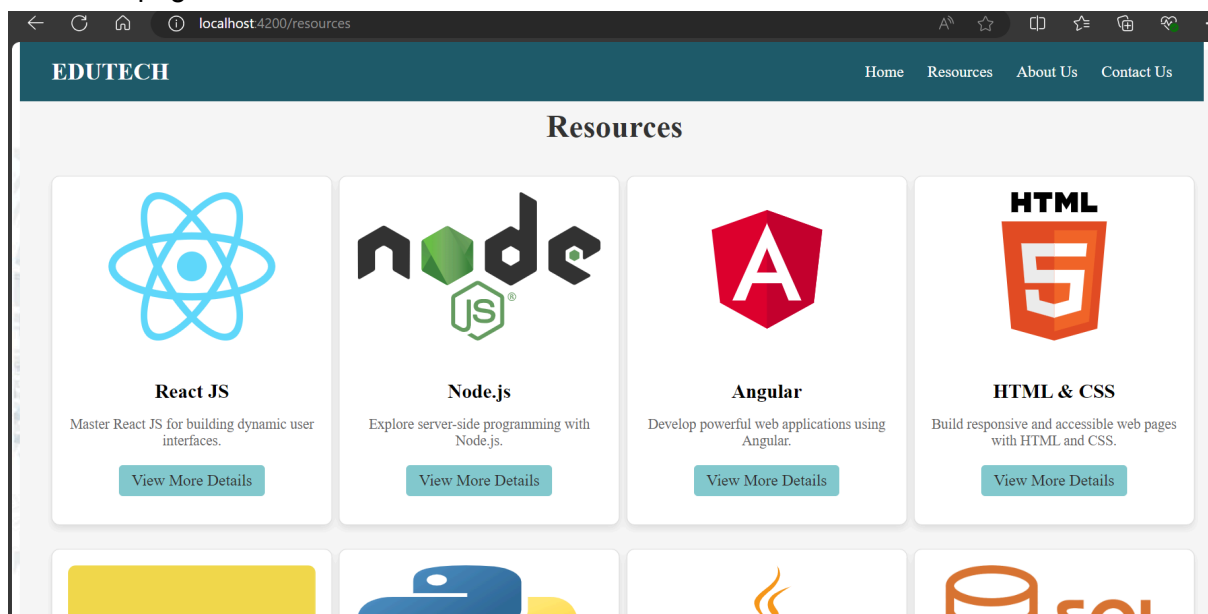 localhost:4200/resources
EDUTECH
Home Resources About Us Contact Us
Resources
node
JS®
HTML
5
React JS
Node.js
Angular
HTML & CSS
Master React JS for building dynamic user
interfaces.
Explore server-side programming with
Node.js.
Develop powerful web applications using
Angular.
Build responsive and accessible web pages
with HTML and CSS.
View More Details
View More Details
View More Details
View More Details